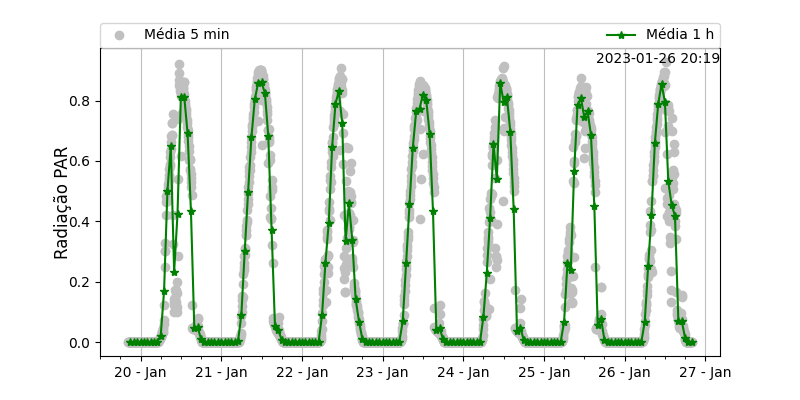 Média 5 min
Média 1 h
2023-01-26 20:19
Radiação PAR
0.8
0.6
0.4
0.2
0.0
20 - Jan
21 - Jan
22 - Jan
23 - Jan
24 - Jan
25 - Jan
26 - Jan
27 - Jan